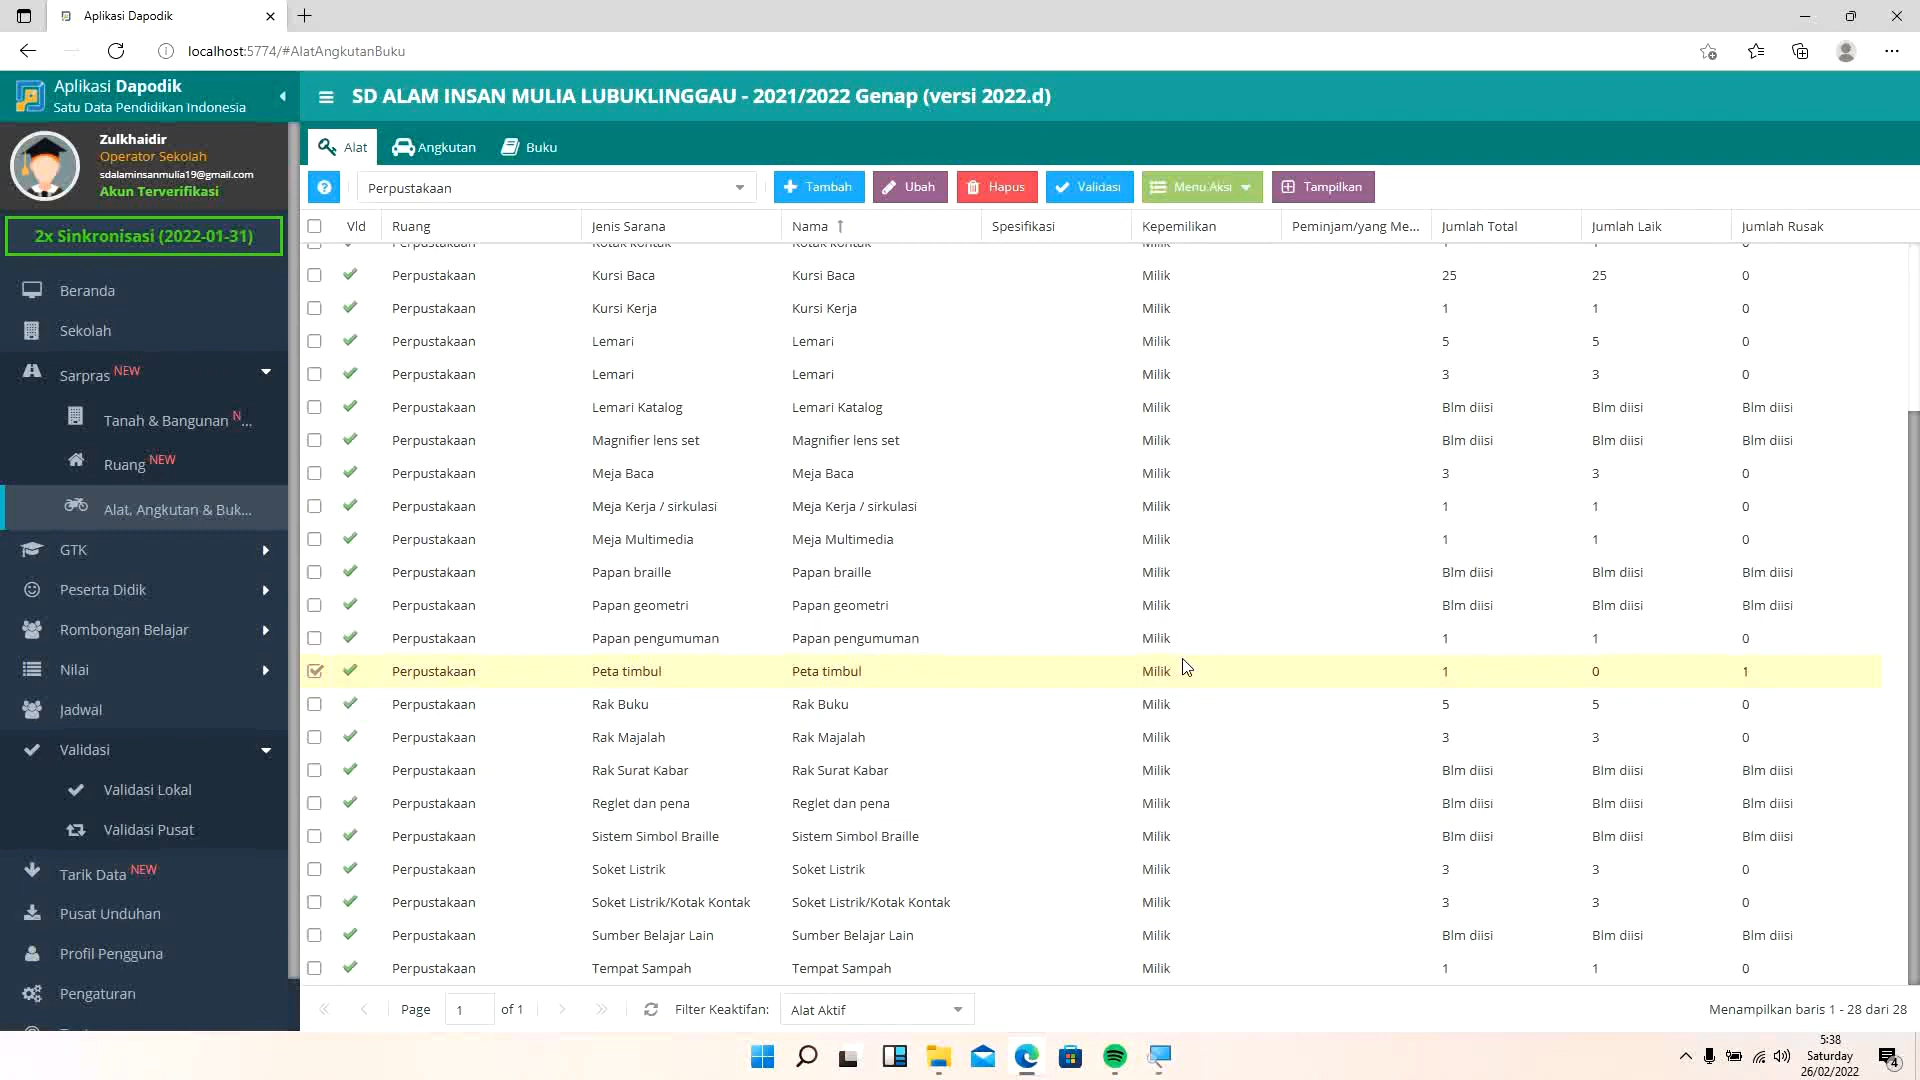 Aplikasi Dapodik
localhost:5774/#AlatAngkutanBuku
Aplikasi Dapodik
Satu Data Pendidikan Indonesia
SD ALAM INSAN MULIA LUBUKLINGGAU - 2021/2022 Genap (versi 2022.d)
Zulkhaidir
Operator Sekolah
sdalaminsanmulia19@gmail.com
Akun Terverifikasi
2x Sinkronisasi (2022-01-31)
Beranda
Sekolah
Sarpras NEW
Tanah & Bangunan N...
Ruang NEW
Alat, Angkutan & Buk...
GTK
Peserta Didik
Rombongan Belajar
Nilai
Jadwal
Validasi
Validasi Lokal
Validasi Pusat
Tarik Data NEW
Pusat Unduhan
Profil Pengguna
Pengaturan
Alat Angkutan Buku
? Perpustakaan Tambah Ubah Hapus Validasi Menu Aksi Tampilkan
Vld Ruang Jenis Sarana Nama Spesifikasi Kepemilikan Peminjam/yang Me... Jumlah Total Jumlah Laik Jumlah Rusak
Perpustakaan Kotak kontak Kotak kontak Milik 1 1 0
Perpustakaan Kursi Baca Kursi Baca Milik 25 25 0
Perpustakaan Kursi Kerja Kursi Kerja Milik 1 1 0
Perpustakaan Lemari Lemari Milik 5 5 0
Perpustakaan Lemari Lemari Milik 3 3 0
Perpustakaan Lemari Katalog Lemari Katalog Milik Blm diisi Blm diisi Blm diisi
Perpustakaan Magnifier lens set Magnifier lens set Milik Blm diisi Blm diisi Blm diisi
Perpustakaan Meja Baca Meja Baca Milik 3 3 0
Perpustakaan Meja Kerja / sirkulasi Meja Kerja / sirkulasi Milik 1 1 0
Perpustakaan Meja Multimedia Meja Multimedia Milik 1 1 0
Perpustakaan Papan braille Papan braille Milik Blm diisi Blm diisi Blm diisi
Perpustakaan Papan geometri Papan geometri Milik Blm diisi Blm diisi Blm diisi
Perpustakaan Papan pengumuman Papan pengumuman Milik 1 1 0
Perpustakaan Peta timbul Peta timbul Milik 1 0 1
Perpustakaan Rak Buku Rak Buku Milik 5 5 0
Perpustakaan Rak Majalah Rak Majalah Milik 3 3 0
Perpustakaan Rak Surat Kabar Rak Surat Kabar Milik Blm diisi Blm diisi Blm diisi
Perpustakaan Reglet dan pena Reglet dan pena Milik Blm diisi Blm diisi Blm diisi
Perpustakaan Sistem Simbol Braille Sistem Simbol Braille Milik Blm diisi Blm diisi Blm diisi
Perpustakaan Soket Listrik Soket Listrik Milik 3 3 0
Perpustakaan Soket Listrik/Kotak Kontak Soket Listrik/Kotak Kontak Milik 3 3 0
Perpustakaan Sumber Belajar Lain Sumber Belajar Lain Milik Blm diisi Blm diisi Blm diisi
Perpustakaan Tempat Sampah Tempat Sampah Milik 1 1 0
Page 1 of 1 Filter Keaktifan: Alat Aktif Menampilkan baris 1 - 28 dari 28
5:38
Saturday
26/02/2022
4